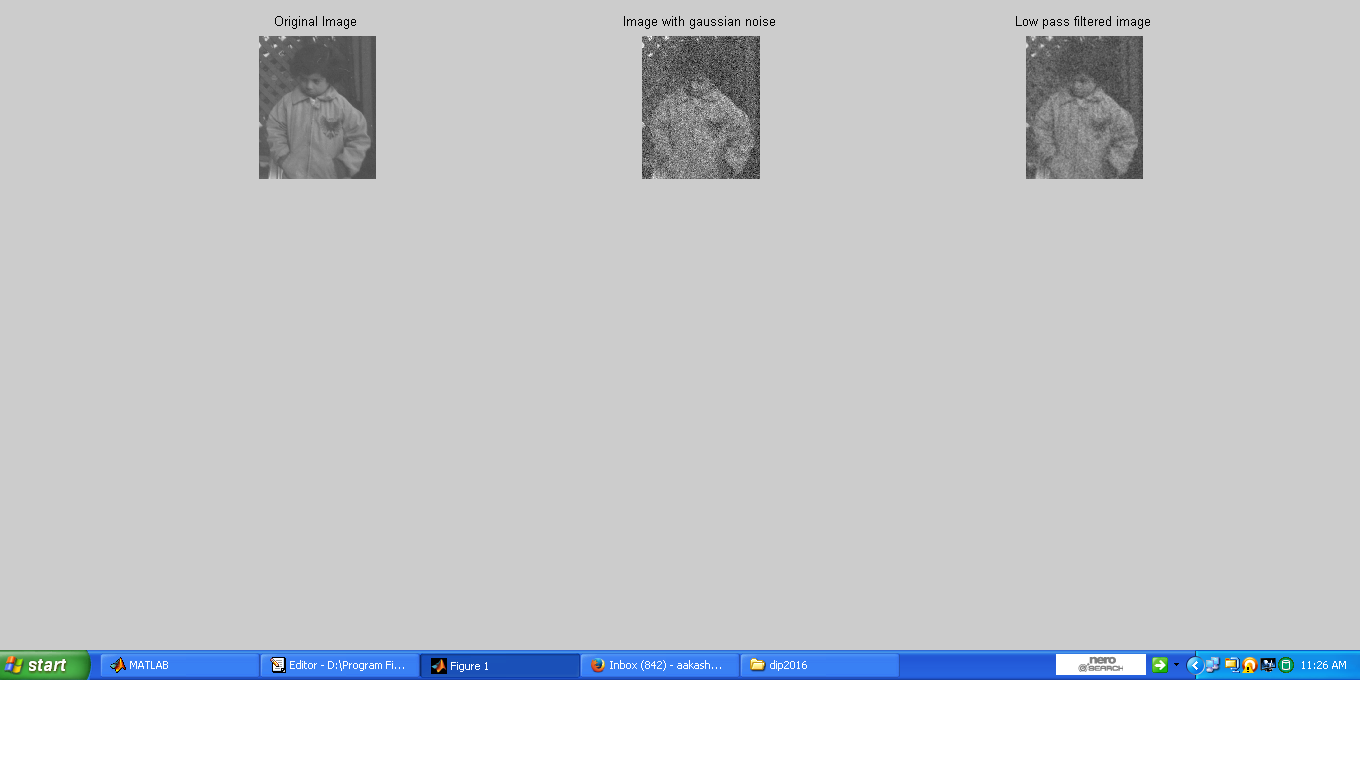 Original Image
Image with gaussian noise
Low pass filtered image
start
MATLAB
Editor - D:\Program Fi...
Figure 1
Inbox (842) - aakash...
dip2016
nero
SEARCH
11:26 AM